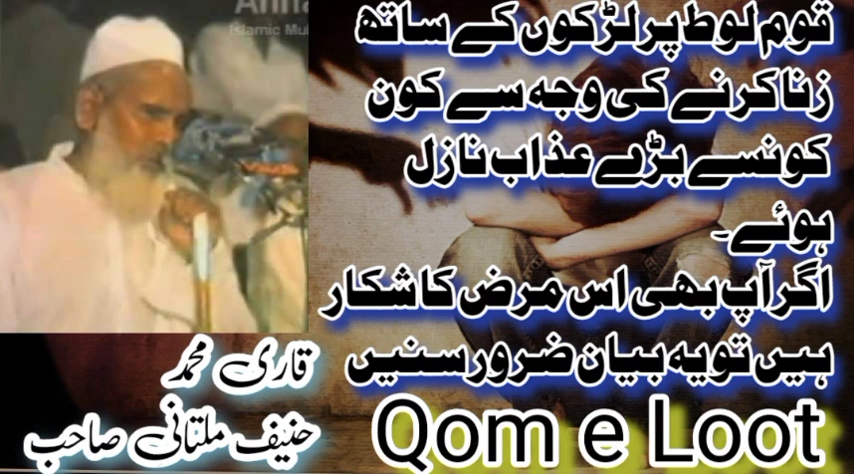 قوم لوط پر لڑکوں کے ساتھ
زنا کرنے کی وجہ سے کون
کونسے بڑے عذاب نازل
ہوئے۔
اگر آپ بھی اس مرض کا شکار
ہیں تو یہ بیان ضرور سنیں
Qom e Loot
قاری محمد
حنیف ملتانی صاحب